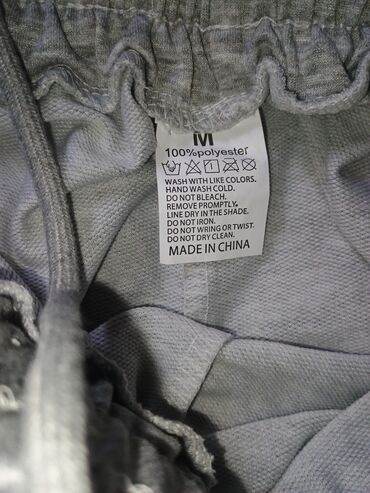 M
100%polyester
WASH WITH LIKE COLORS.
HAND WASH COLD.
DO NOT BLEACH.
REMOVE PROMPTLY.
LINE DRY IN THE SHADE.
DO NOT IRON.
DO NOT WRING OR TWIST.
DO NOT DRY CLEAN.
MADE IN CHINA